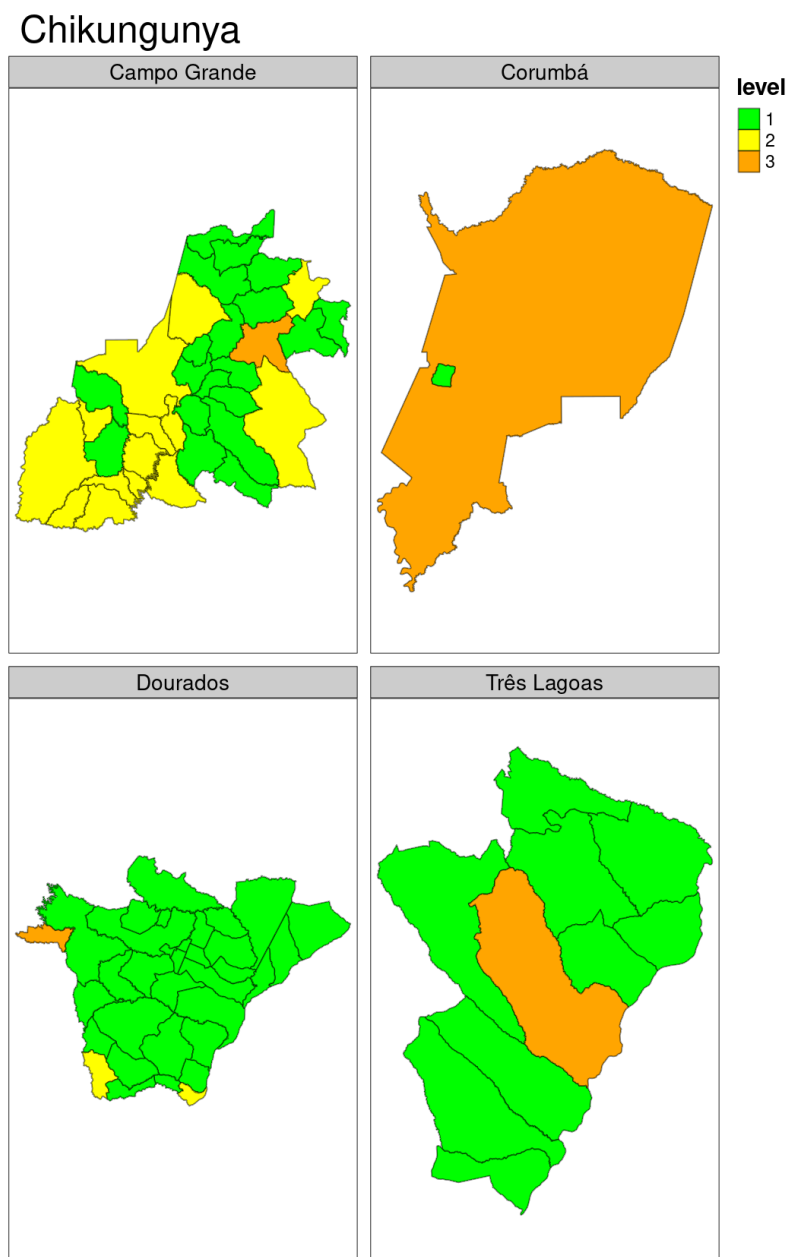 Chikungunya
Campo Grande
Corumbá
level
1
2
3
Dourados
Três Lagoas